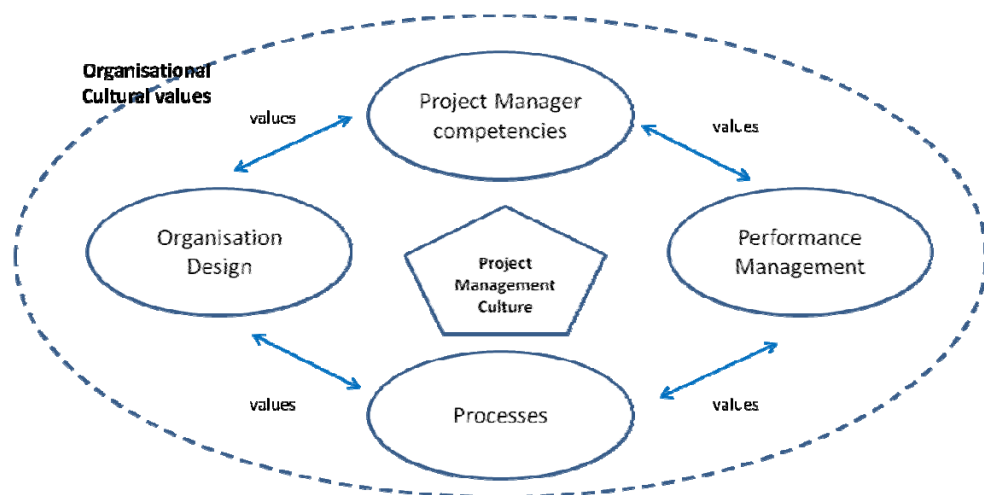 Organisational
Cultural values
values
Project Manager
competencies
values
Organisation
Design
Project
Management
Culture
Performance
Management
values
Processes
values